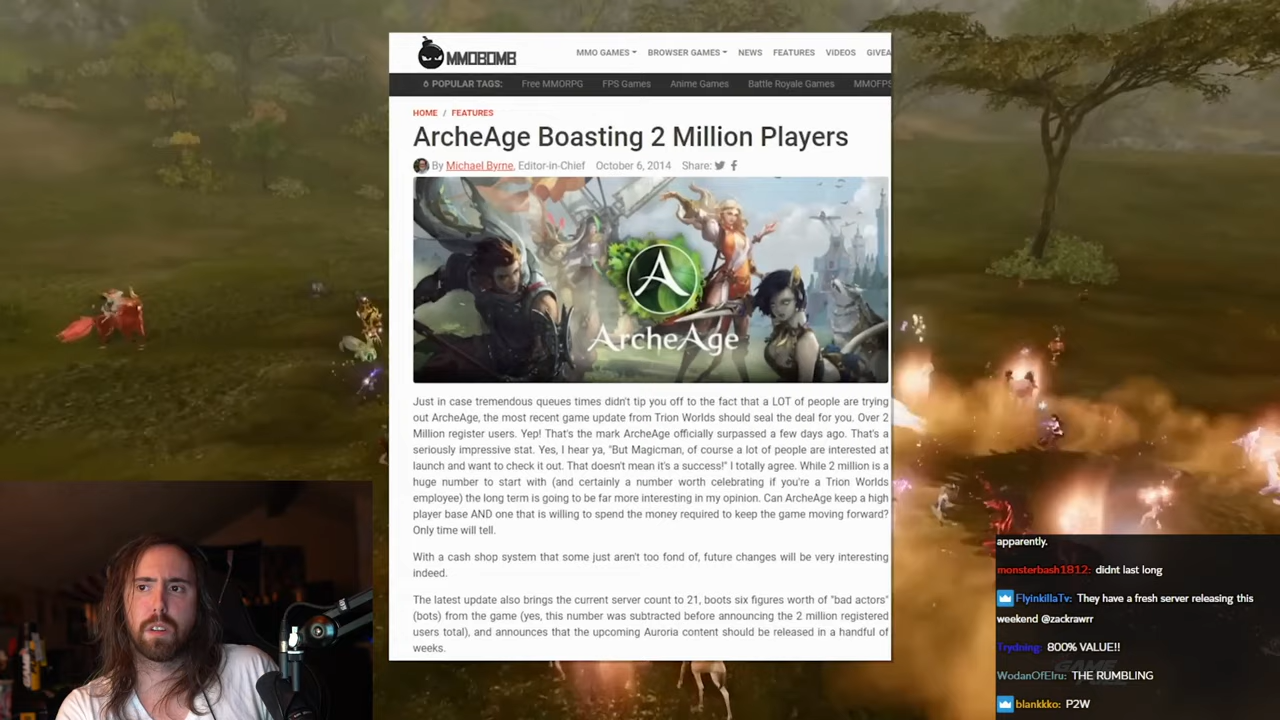 MMOBOMB
MMO GAMES BROWSER GAMES NEWS FEATURES VIDEOS GIVEA
POPULAR TAGS: Free MMORPG FPS Games Anime Games Battle Royale Games MMOFPS
HOME / FEATURES
ArcheAge Boasting 2 Million Players
By Michael Byrne, Editor-in-Chief October 6, 2014 Share:
A
ArcheAge
Just in case tremendous queues times didn't tip you off to the fact that a LOT of people are trying
out ArcheAge, the most recent game update from Trion Worlds should seal the deal for you. Over 2
Million register users. Yep! That's the mark ArcheAge officially surpassed a few days ago. That's a
seriously impressive stat. Yes, I hear ya, "But Magicman, of course a lot of people are interested at
launch and want to check it out. That doesn't mean it's a success!" I totally agree. While 2 million is a
huge number to start with (and certainly a number worth celebrating if you're a Trion Worlds
employee) the long term is going to be far more interesting in my opinion. Can ArcheAge keep a high
player base AND one that is willing to spend the money required to keep the game moving forward?
Only time will tell.
With a cash shop system that some just aren't too fond of, future changes will be very interesting
indeed.
The latest update also brings the current server count to 21, boots six figures worth of "bad actors"
(bots) from the game (yes, this number was subtracted before announcing the 2 million registered
users total), and announces that the upcoming Auroria content should be released in a handful of
weeks.
apparently.
monsterbash1812: didnt last long
FlyinkillaTv: They have a fresh server releasing this
weekend @zackrawrr
Trydning: 800% VALUE!!
GAME
WodanOfElru: THE RUMBLING
blankkko: P2W